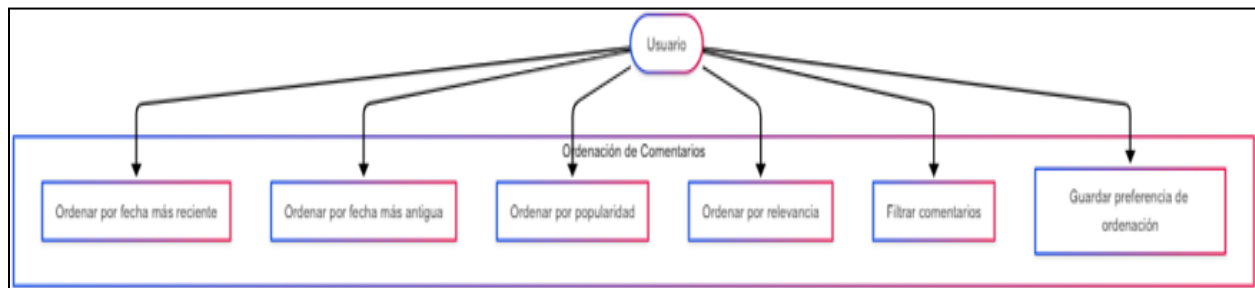 Usuario
Ordenación de Comentarios
Ordenar por fecha más reciente
Ordenar por fecha más antigua
Ordenar por popularidad
Ordenar por relevancia
Filtrar comentarios
Guardar preferencia de
ordenación